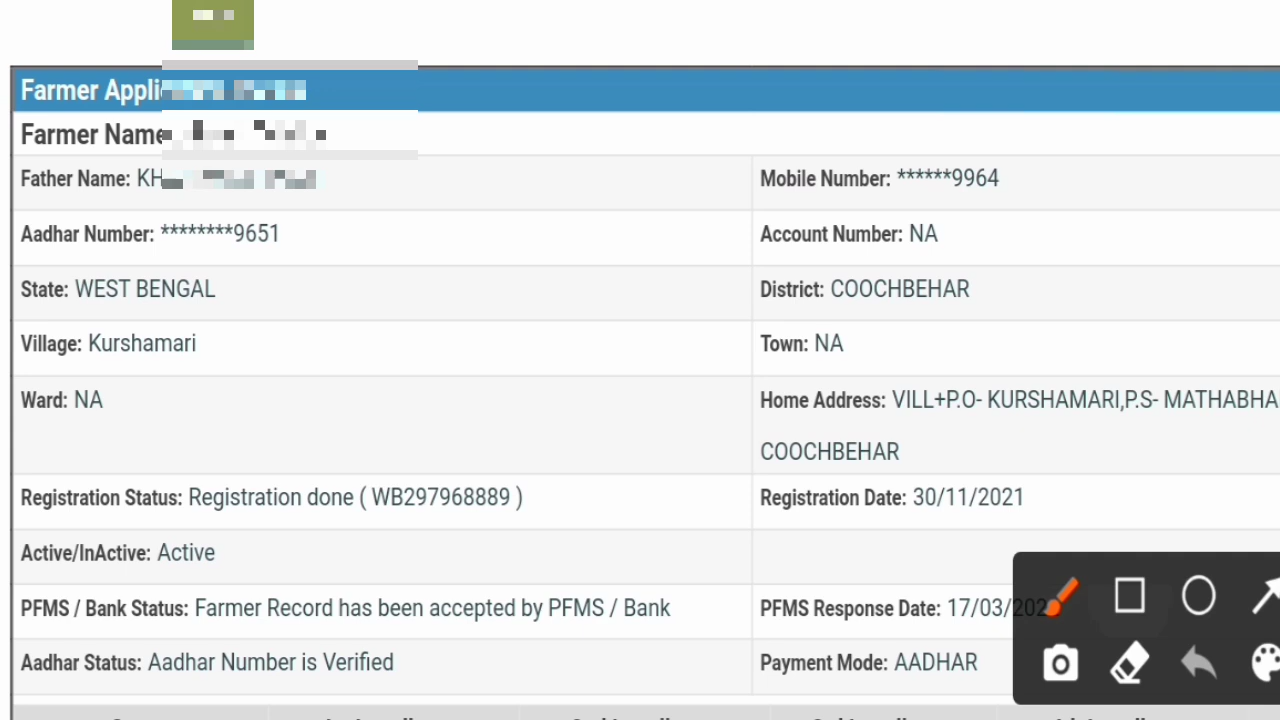 Farmer
Farmer Name
Father Name:
Mobile Number: ******9964
Aadhar Number: ********9651
Account Number: NA
State: WEST BENGAL
District: COOCHBEHAR
Village: Kurshamari
Town: NA
Ward: NA
Home Address: VILL+P.O- KURSHAMARI,P.S-
COOCHBEHAR
Registration Status: Registration done ( WB297968889 )
Registration Date: 30/11/2021
Active/InActive: Active
PFMS / Bank Status: Farmer Record has been accepted by PFMS / Bank
PFMS Response Date: 17/03/202
Aadhar Status: Aadhar Number is Verified
Payment Mode: AADHAR